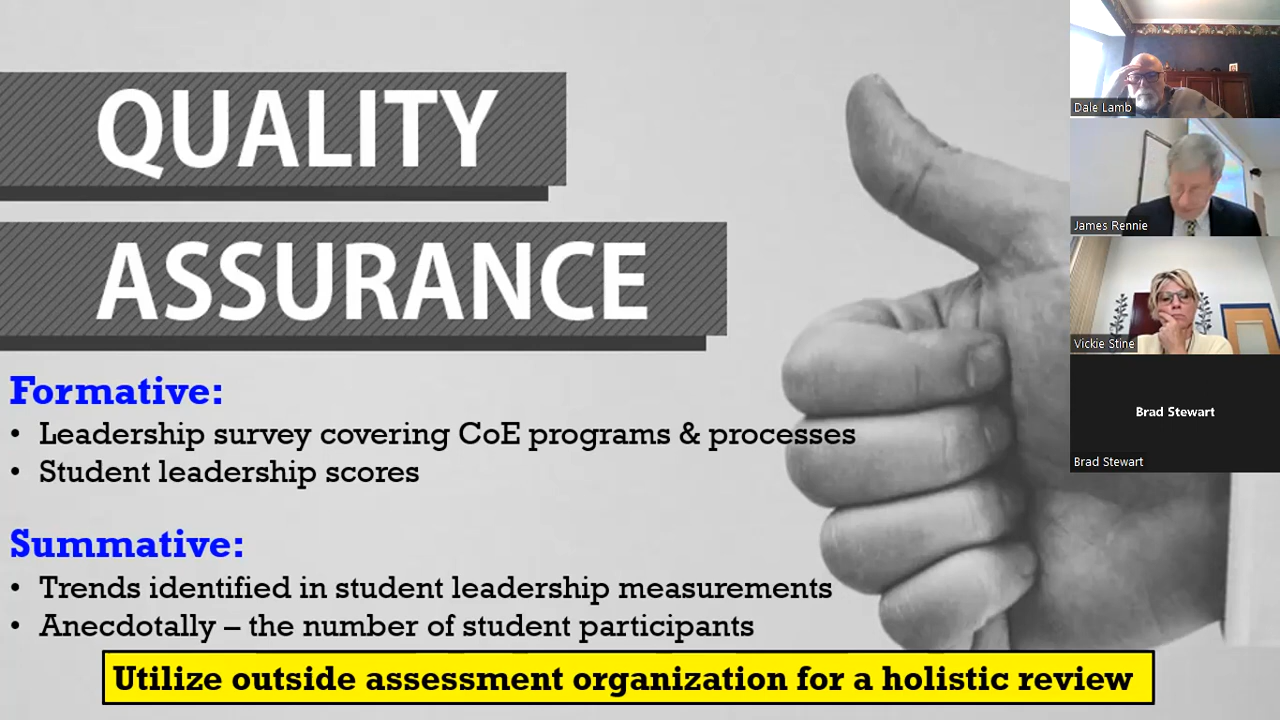 QUALITY
ASSURANCE
Formative:
• Leadership survey covering CoE programs & processes
• Student leadership scores
Summative:
• Trends identified in student leadership measurements
• Anecdotally – the number of student participants
Utilize outside assessment organization for a holistic review
Dale Lamb
James Rennie
Vickie Stine
Brad Stewart
Brad Stewart